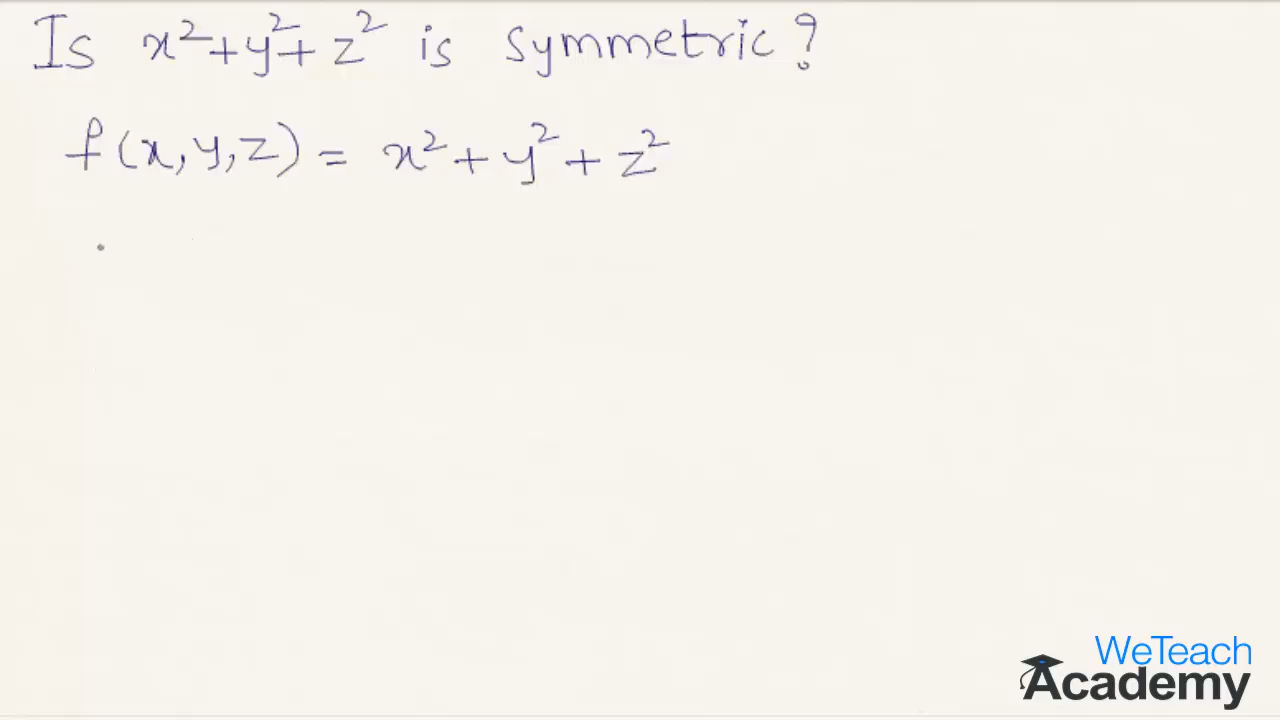 Is x²+y²+z² is symmetric?
f(x,y,z) = x² + y² + z²
WeTeach
Academy